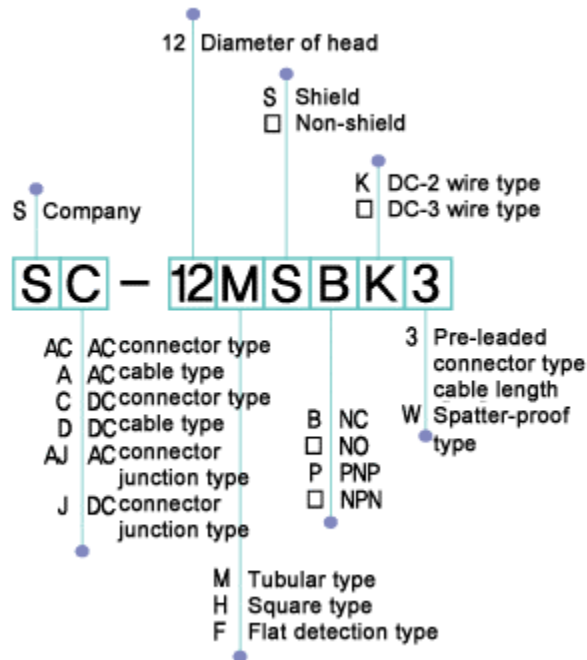 12 Diameter of head
S Shield
□ Non-shield
K DC-2 wire type
□ DC-3 wire type
S Company
SC-12MSBK3
AC AC connector type
A AC cable type
C DC connector type
D DC cable type
AJ AC connector
junction type
J DC connector
junction type
3 Pre-leaded
connector type
cable length
W Spatter-proof
type
B NC
□ NO
P PNP
□ NPN
M Tubular type
H Square type
F Flat detection type